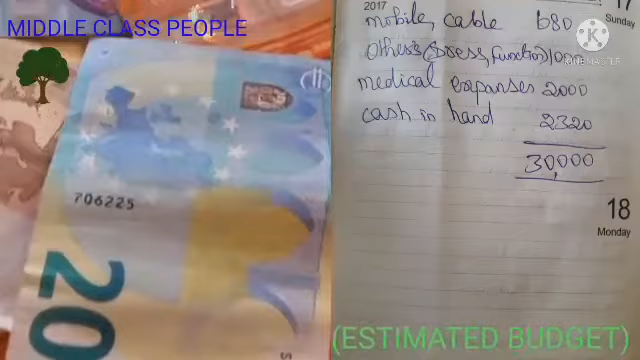 MIDDLE CLASS PEOPLE
706225
20
S
2017
17
Sunday
mobile, cable 680
others (Dress, Function) 1000
KINEMASTER
medical expanses 2000
cash in hand 2320
30,000
18
Monday
(ESTIMATED BUDGET)